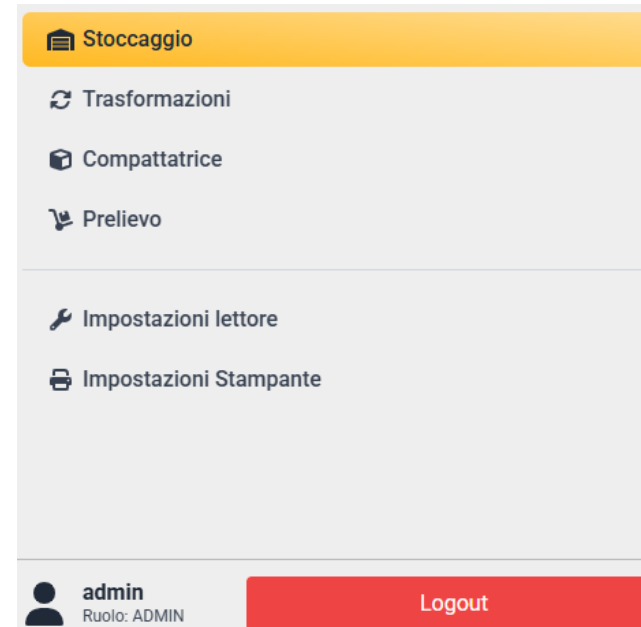 Stoccaggio
Trasformazioni
Compattatrice
Prelievo
Impostazioni lettore
Impostazioni Stampante
admin
Ruolo: ADMIN
Logout